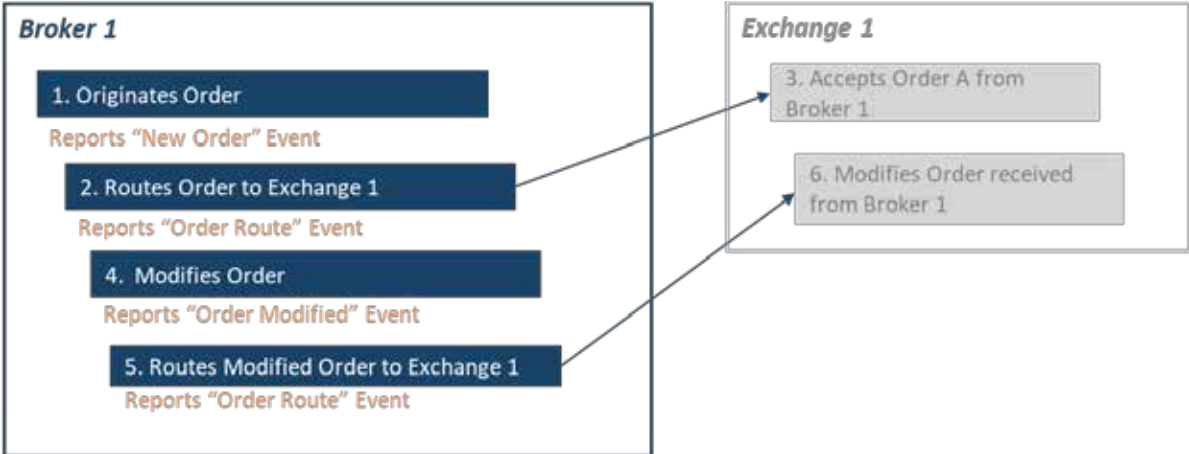 Broker 1
1. Originates Order
Reports “New Order” Event
2. Routes Order to Exchange 1
Reports “Order Route” Event
4. Modifies Order
Reports “Order Modified” Event
5. Routes Modified Order to Exchange 1
Reports “Order Route” Event
Exchange 1
3. Accepts Order A from
Broker 1
6. Modifies Order received
from Broker 1